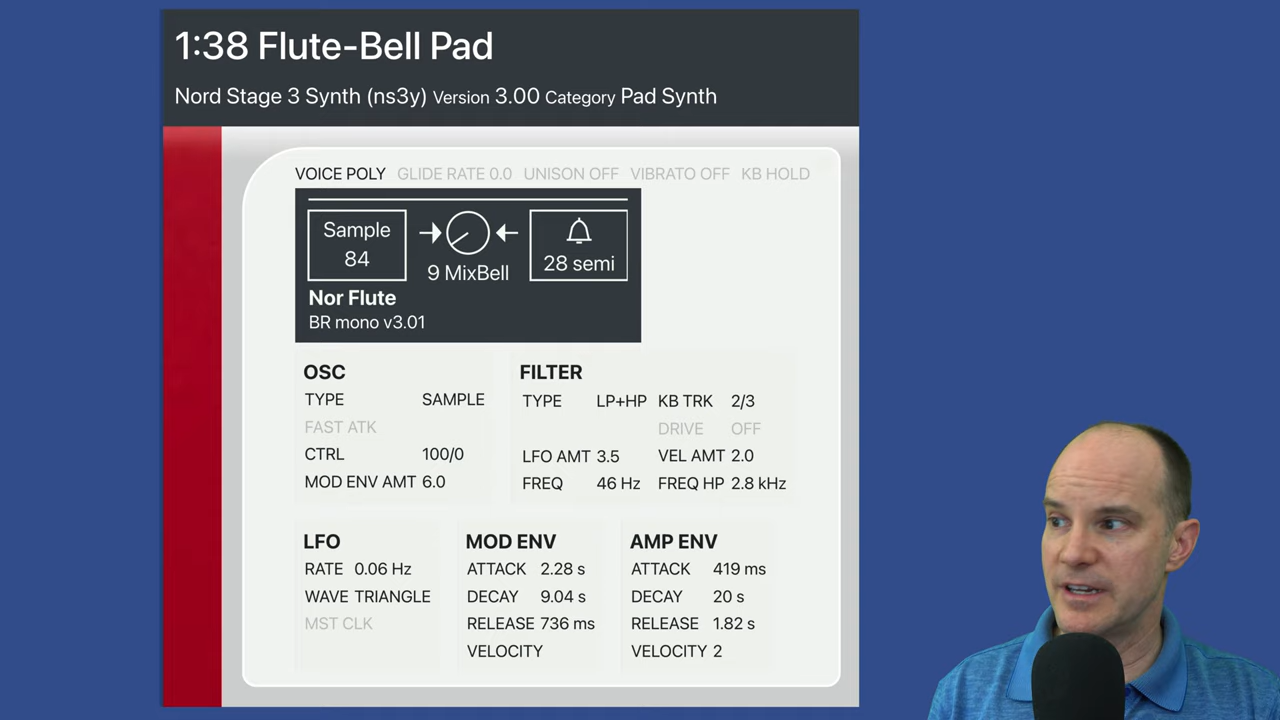 1:38 Flute-Bell Pad
Nord Stage 3 Synth (ns3y) Version 3.00 Category Pad Synth
VOICE POLY GLIDE RATE 0.0 UNISON OFF VIBRATO OFF KB HOLD
Sample
84
9 MixBell
28 semi
Nor Flute
BR mono v3.01
OSC
TYPE SAMPLE
FAST ATK
CTRL 100/0
MOD ENV AMT 6.0
FILTER
TYPE LP+HP KB TRK 2/3
DRIVE OFF
LFO AMT 3.5 VEL AMT 2.0
FREQ 46 Hz FREQ HP 2.8 kHz
LFO
RATE 0.06 Hz
WAVE TRIANGLE
MST CLK
MOD ENV
ATTACK 2.28 s
DECAY 9.04 s
RELEASE 736 ms
VELOCITY
AMP ENV
ATTACK 419 ms
DECAY 20 s
RELEASE 1.82 s
VELOCITY 2